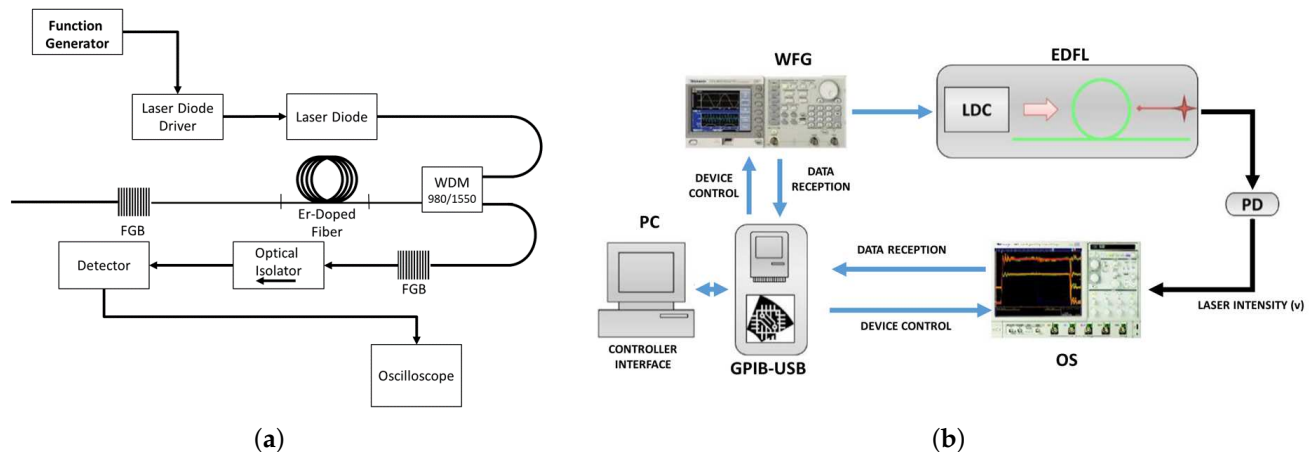 Function
Generator
Laser Diode
Driver
Laser Diode
WDM
980/1550
FGB
Er-Doped
Fiber
Detector
Optical
Isolator
FGB
Oscilloscope
(a)
WFG
EDFL
LDC
DEVICE
CONTROL
DATA
RECEPTION
PD
PC
DATA RECEPTION
LASER INTENSITY (v)
DEVICE CONTROL
CONTROLLER
INTERFACE
GPIB-USB
OS
(b)